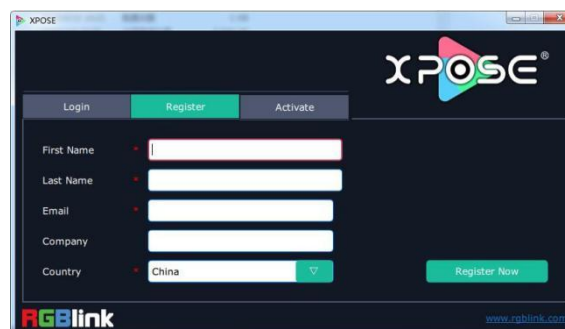 XPOSE
XPOSE®
Login Register Activate
First Name *
Last Name *
Email *
Company
Country * China
Register Now
RGBlink
www.rgblink.com